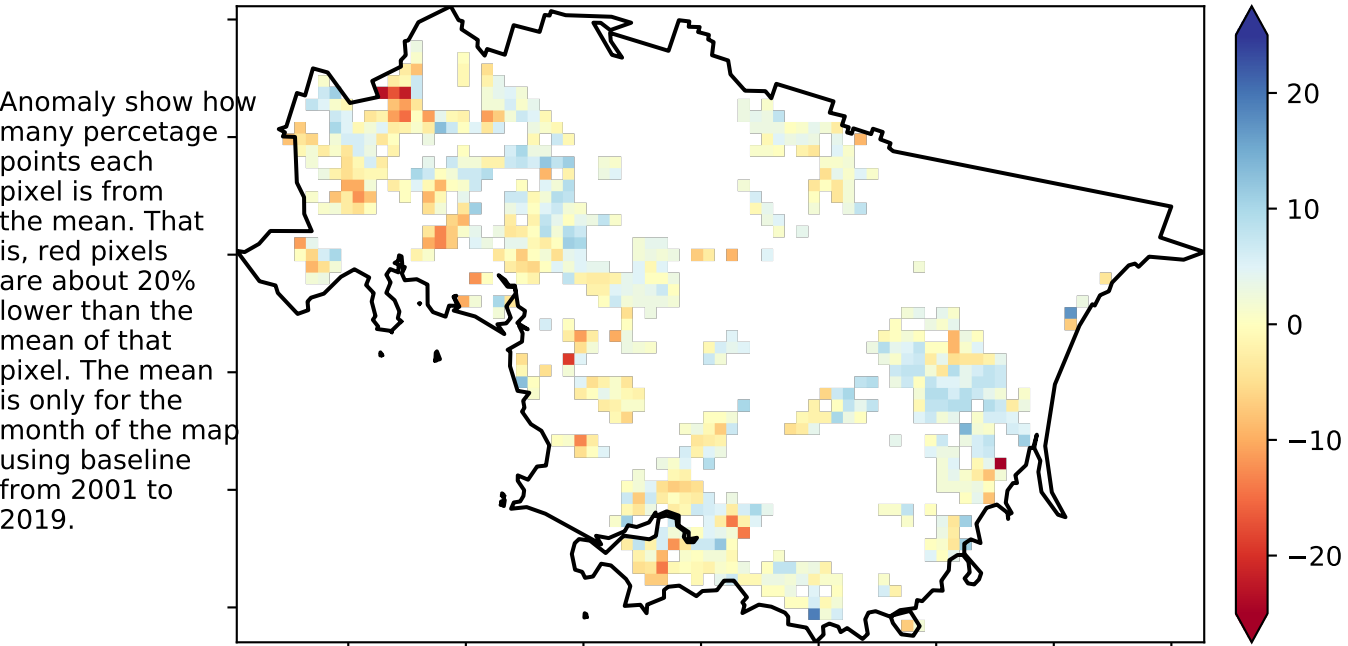 Anomaly show how
many percetage
points each
pixel is from
the mean. That
is, red pixels
are about 20%
lower than the
mean of that
pixel. The mean
is only for the
month of the map
using baseline
from 2001 to
2019.
20
10
0
−10
−20